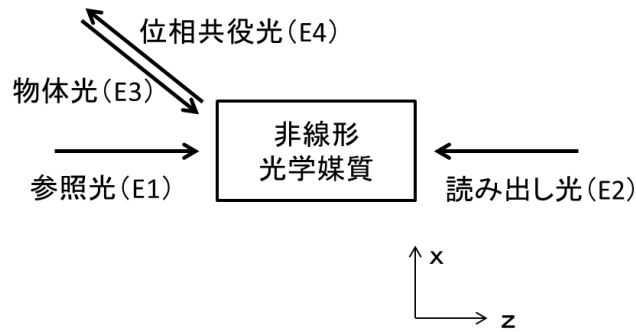 位相共役光(E4)
物体光(E3)
非線形
光学媒質
参照光(E1)
読み出し光(E2)
x
z